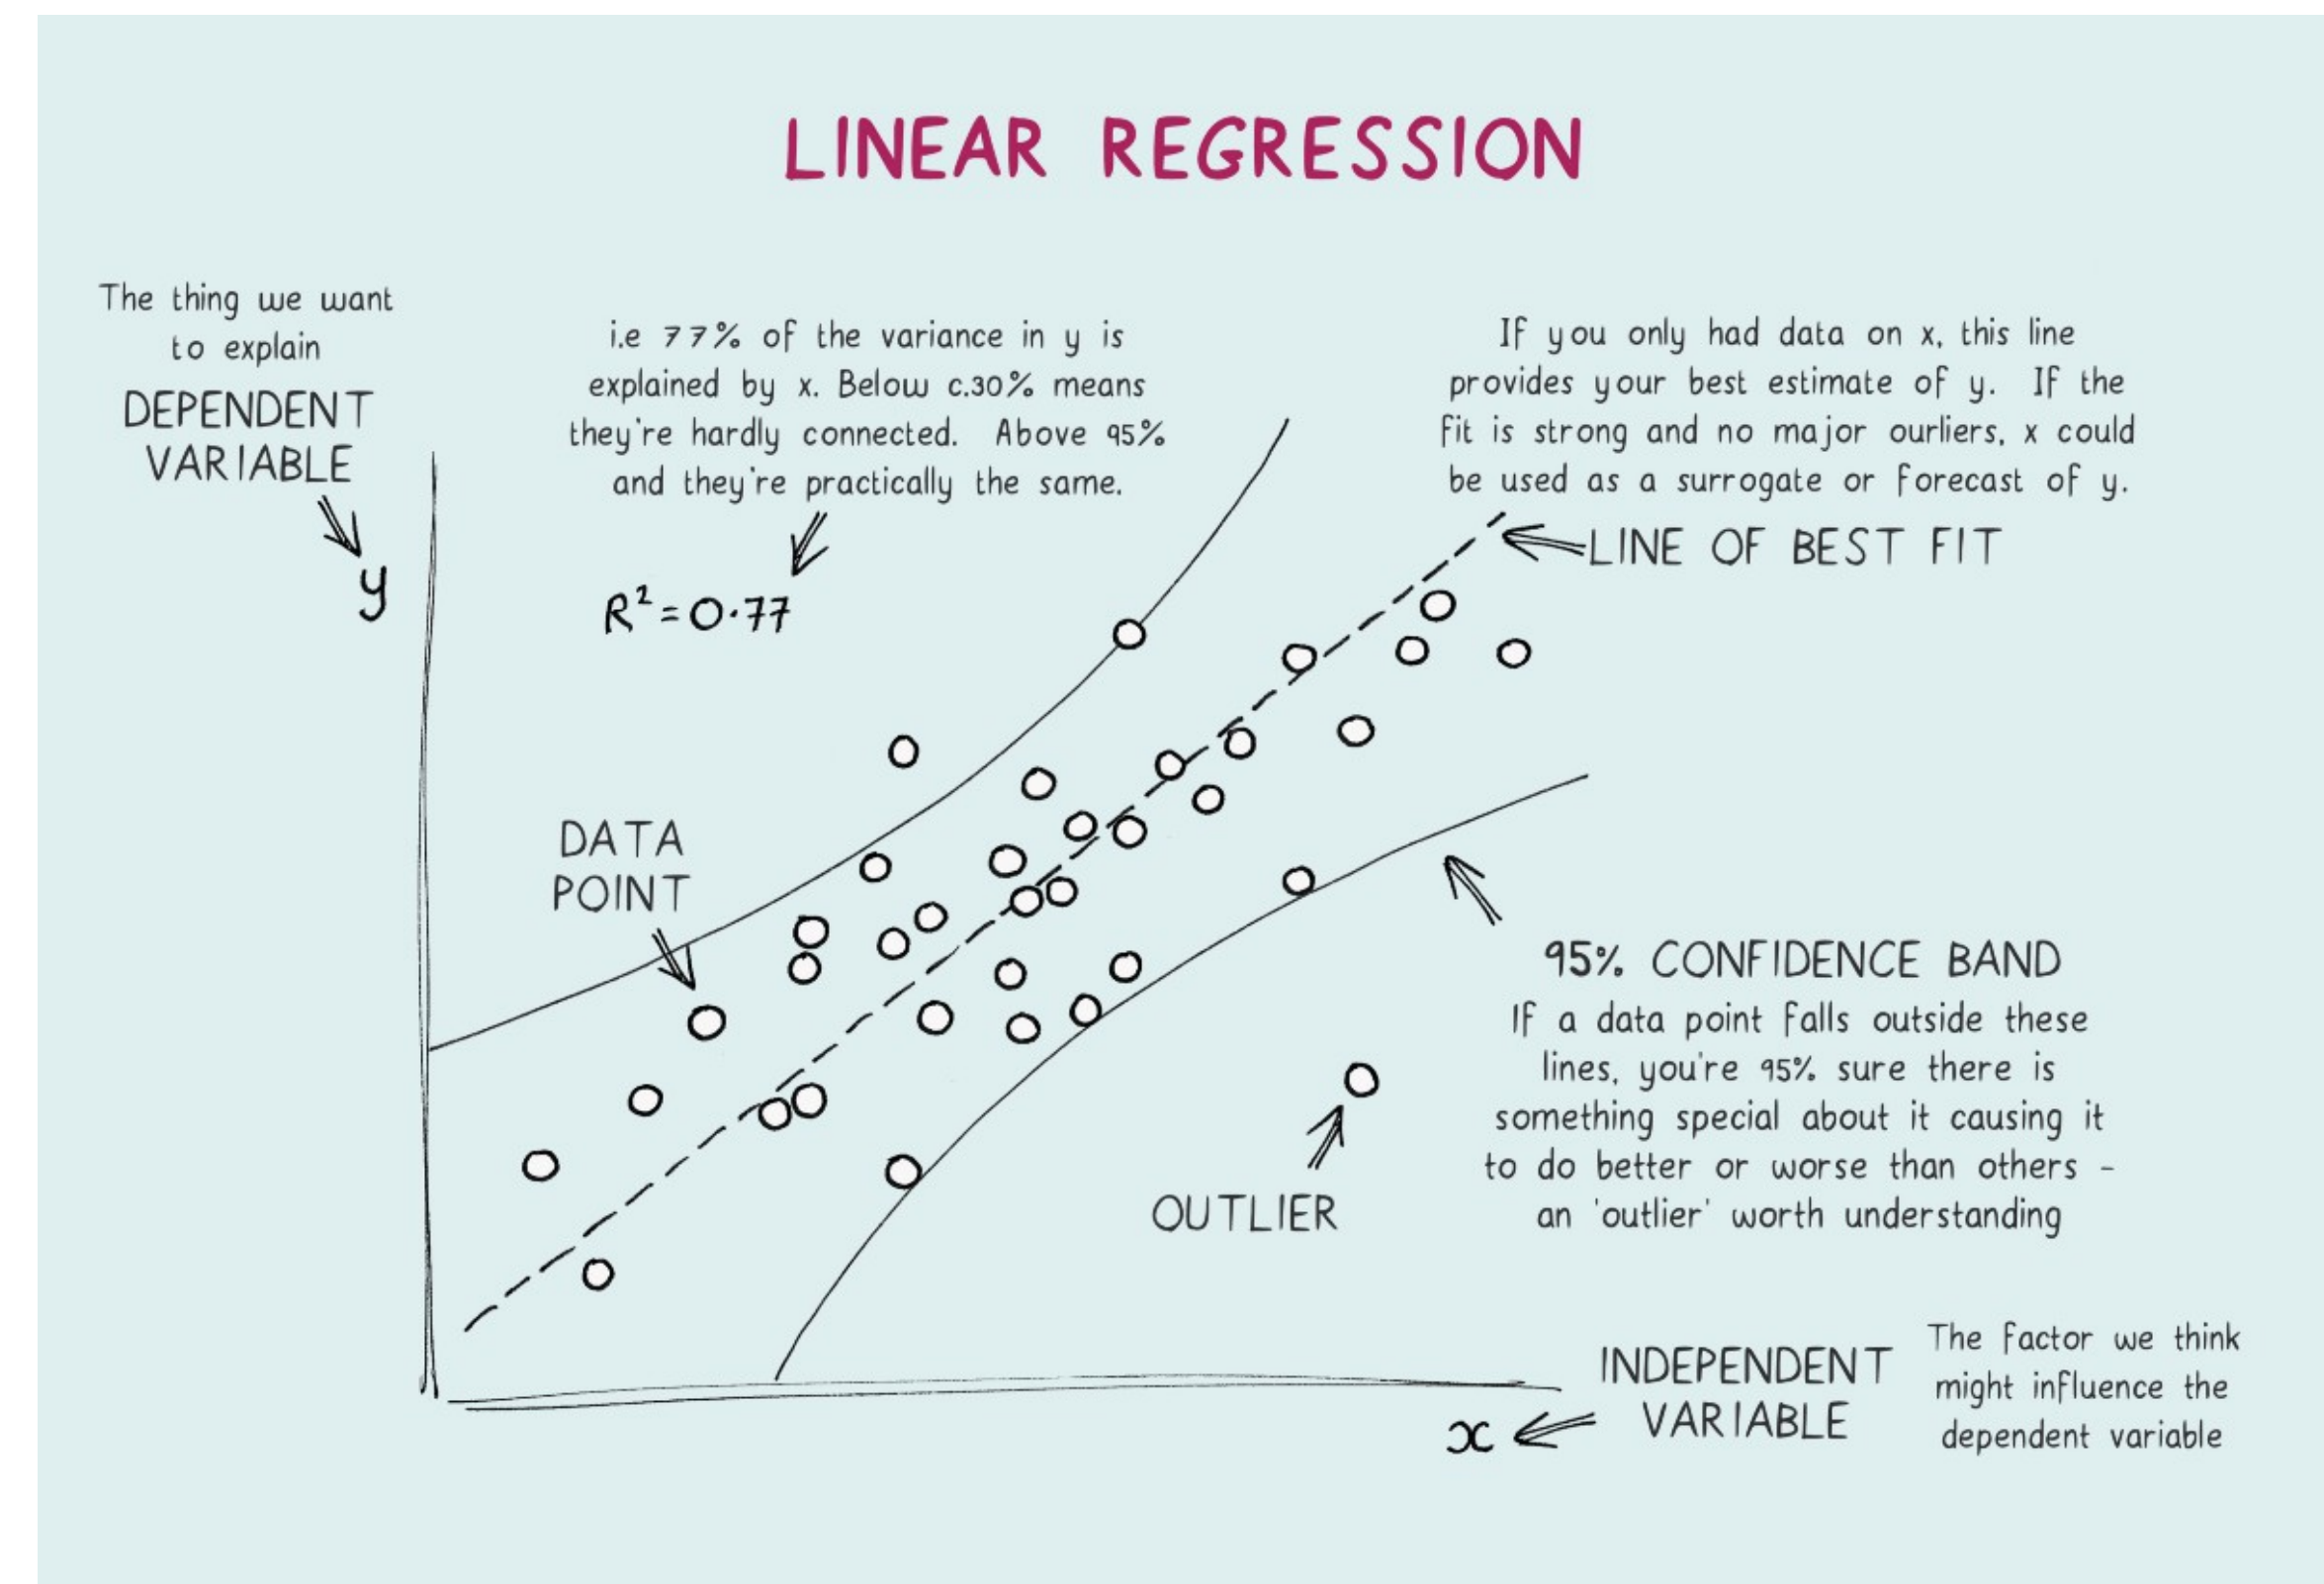 LINEAR REGRESSION
The thing we want
to explain
DEPENDENT
VARIABLE
y
i.e 77% of the variance in y is
explained by x. Below c.30% means
they're hardly connected. Above 95%
and they're practically the same.
R²=0.77
If you only had data on x, this line
provides your best estimate of y. If the
fit is strong and no major ourliers, x could
be used as a surrogate or forecast of y.
LINE OF BEST FIT
DATA
POINT
95% CONFIDENCE BAND
If a data point falls outside these
lines, you're 95% sure there is
something special about it causing it
to do better or worse than others -
an 'outlier' worth understanding
OUTLIER
INDEPENDENT
VARIABLE
x
The factor we think
might influence the
dependent variable